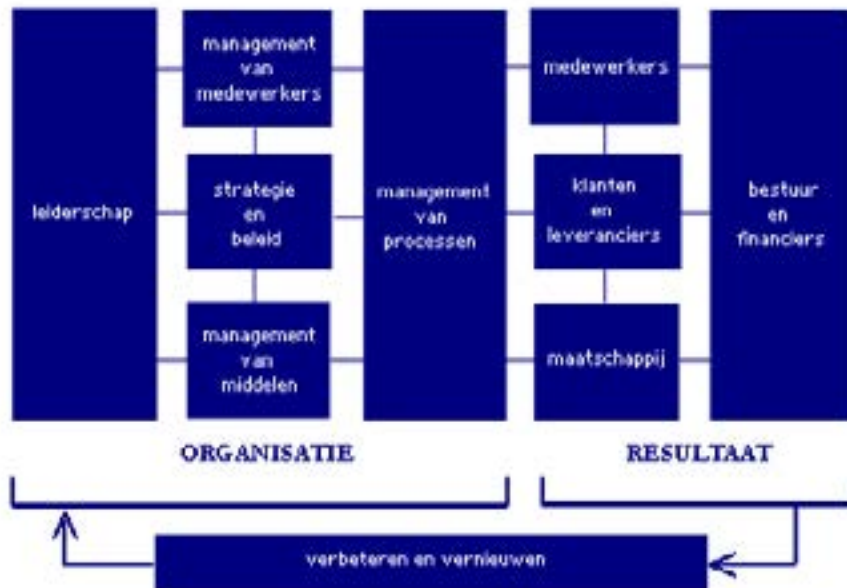 leiderschap
management
van
medewerkers
strategie
en
beleid
management
van
middelen
management
van
processen
medewerkers
klanten
en
leveranciers
maatschappij
bestuur
en
financiers
ORGANISATIE
RESULTAAT
verbeteren en vernieuwen